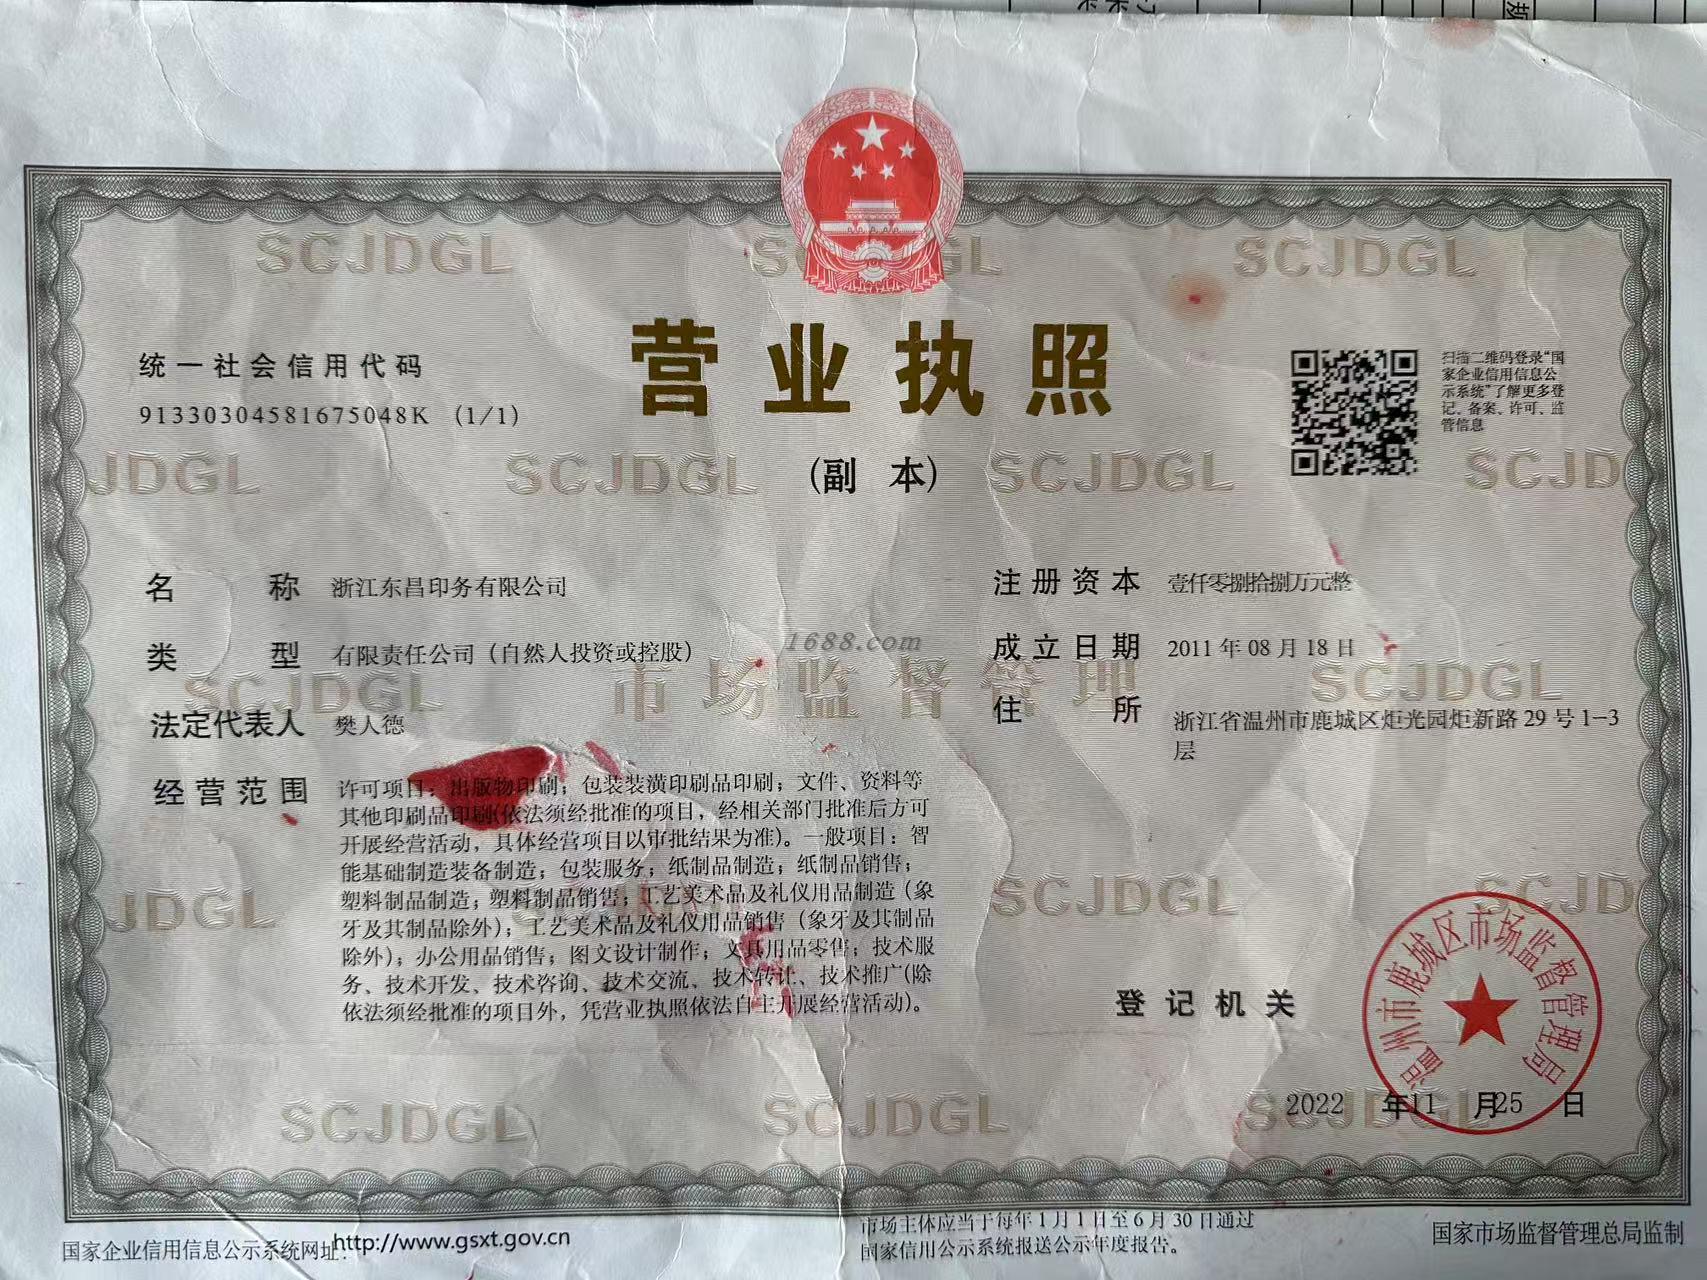 营业执照
(副 本)
统一社会信用代码
91330304581675048K (1/1)
扫描二维码登录“国
家企业信用信息公
示系统”了解更多登
记、备案、许可、监
管信息
名 称 浙江东昌印务有限公司
类 型 有限责任公司（自然人投资或控股）
法定代表人 樊人德
经营范围 许可项目：出版物印刷；包装装潢印刷品印刷；文件、资料等
其他印刷品印刷(依法须经批准的项目，经相关部门批准后方可
开展经营活动，具体经营项目以审批结果为准)。一般项目：智
能基础制造装备制造；包装服务；纸制品制造；纸制品销售；
塑料制品制造；塑料制品销售；工艺美术品及礼仪用品制造（象
牙及其制品除外）；工艺美术品及礼仪用品销售（象牙及其制品
除外）；办公用品销售；图文设计制作；文具用品零售；技术服
务、技术开发、技术咨询、技术交流、技术转让、技术推广(除
依法须经批准的项目外，凭营业执照依法自主开展经营活动)。
注册资本 壹仟零捌拾捌万元整
成立日期 2011年08月18日
住 所 浙江省温州市鹿城区炬光园炬新路29号1-3
层
1688.com
市场监督管理
SCJDGL SCJDGL SCJDGL
JDGL SCJDGL SCJDGL SCJD
SCJDGL SCJDGL
JDGL SCJDGL SCJD
SCJDGL SCJDGL SCJDGL
登记机关
温州市鹿城区市场监督管理局
2022 年11 月25 日
国家企业信用信息公示系统网址：http://www.gsxt.gov.cn
市场主体应当于每年1月1日至6月30日通过
国家信用公示系统报送公示年度报告。
国家市场监督管理总局监制